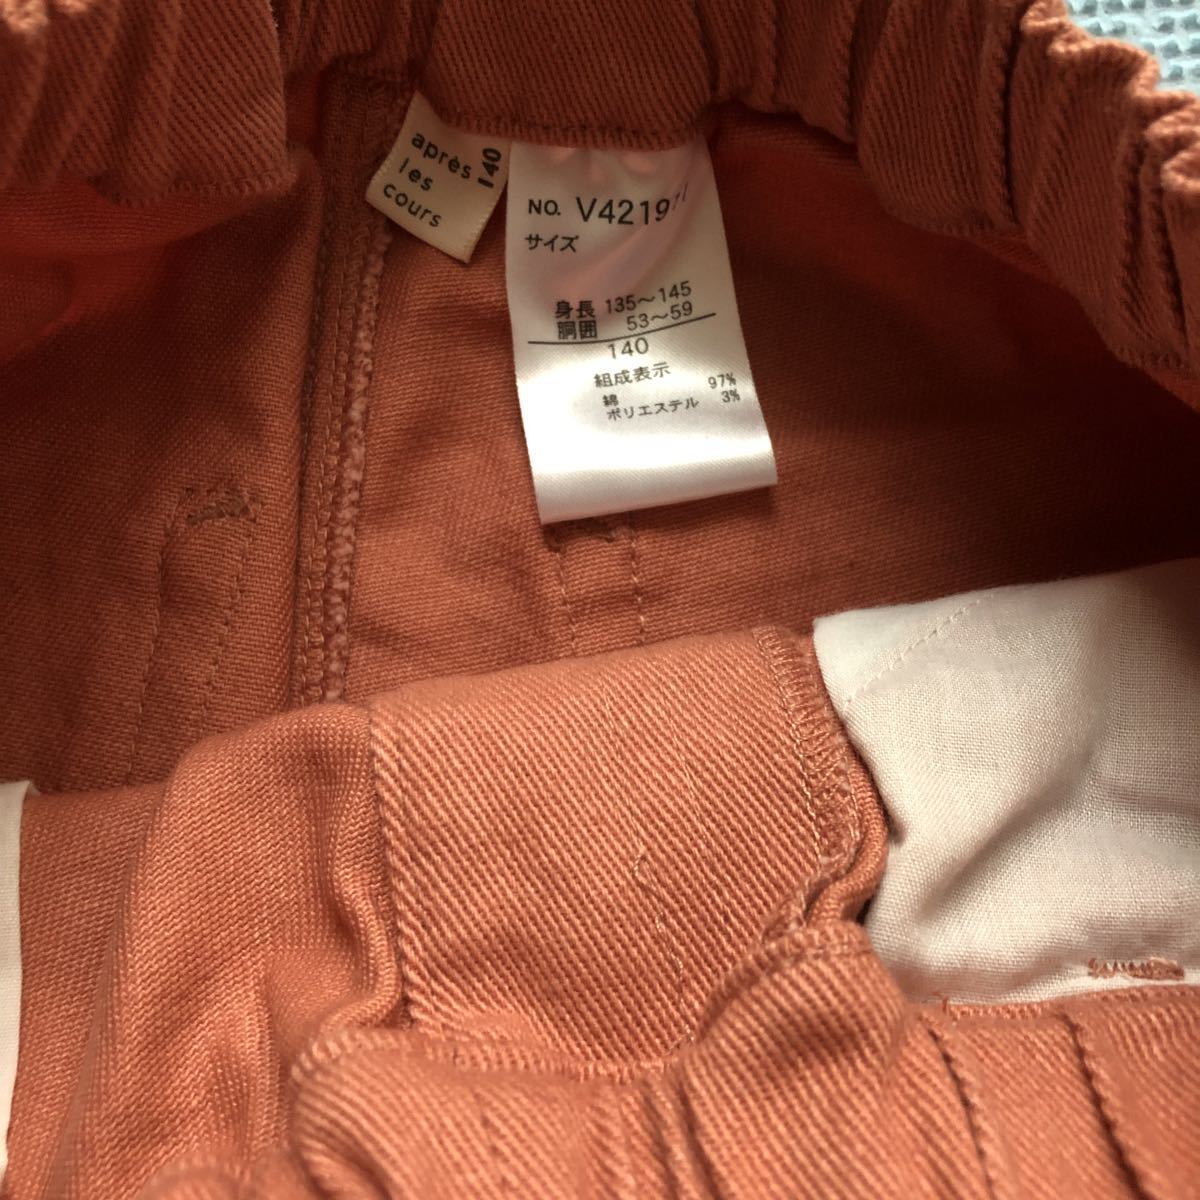 après
les
cours
140
NO. V42197
サイズ
身長 135～145
胴囲 53～59
140
組成表示
綿 97%
ポリエステル 3%